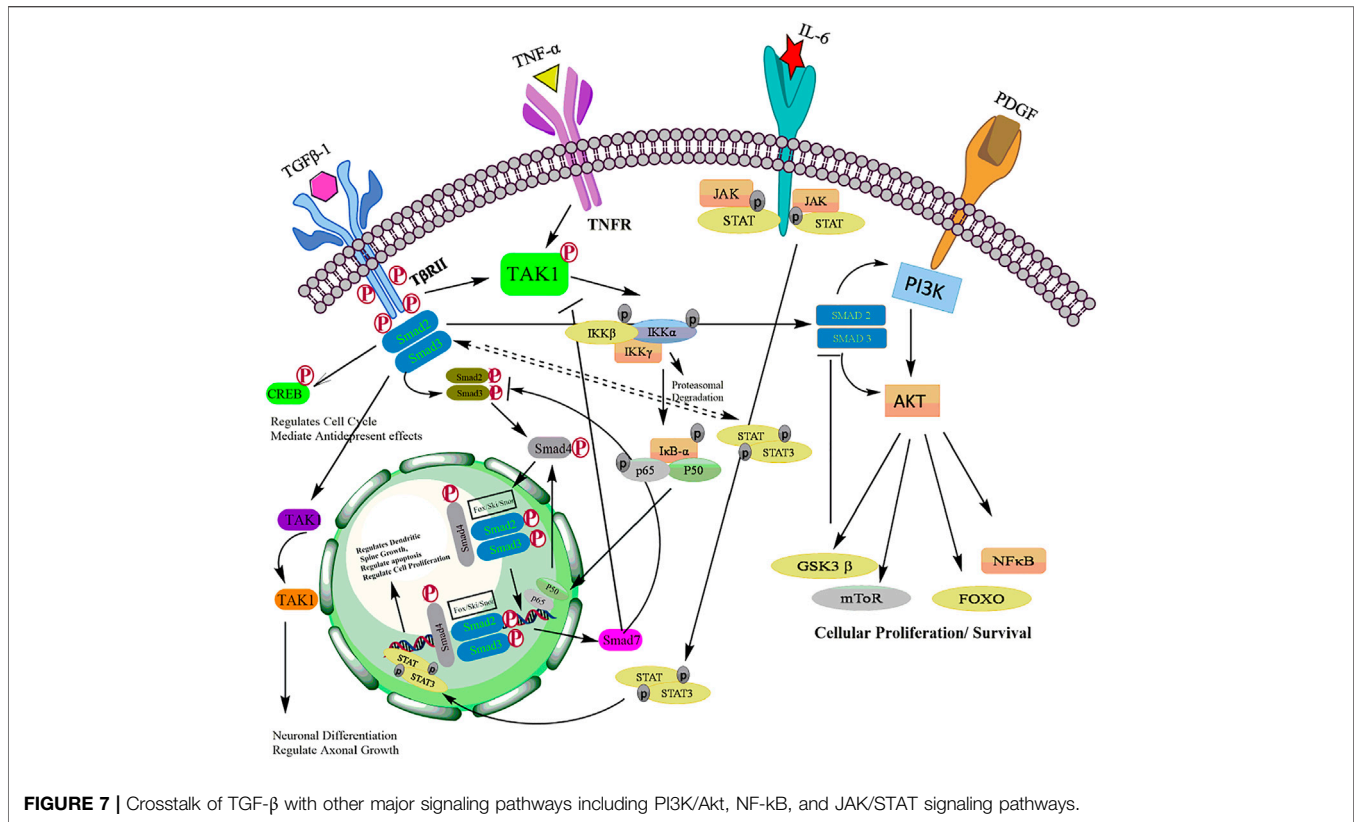 TNF-α
IL-6
PDGF
TGFβ-1
TNFR
TβRII
P
P
P
P
P
TAK1
JAK
p
STAT
JAK
p
STAT
PI3K
Smad2
Smad3
p
p
IKKβ
IKKα
IKKγ
SMAD 2
SMAD 3
Proteasomal
Degradation
P
CREB
Smad2
P
Smad3
P
AKT
Regulates Cell Cycle
Mediate Antidepresent effects
Smad4
P
p
IκB-α
p
p65
P50
STAT
p
p
STAT3
P
Fox/Ski/Snon
Smad4
Smad2
P
Smad3
P
TAK1
Regulates Dendritic
Spine Growth,
Regulate apoptosis
Regulate Cell Proliferation
GSK3 β
NFκB
mToR
FOXO
TAK1
P50
p65
P
Fox/Ski/Snon
Smad4
Smad2
P
Smad3
P
Smad7
Cellular Proliferation/ Survival
STAT
p
p
STAT3
STAT
p
p
STAT3
Neuronal Differentiation
Regulate Axonal Growth
FIGURE 7 | Crosstalk of TGF-β with other major signaling pathways including PI3K/Akt, NF-kB, and JAK/STAT signaling pathways.